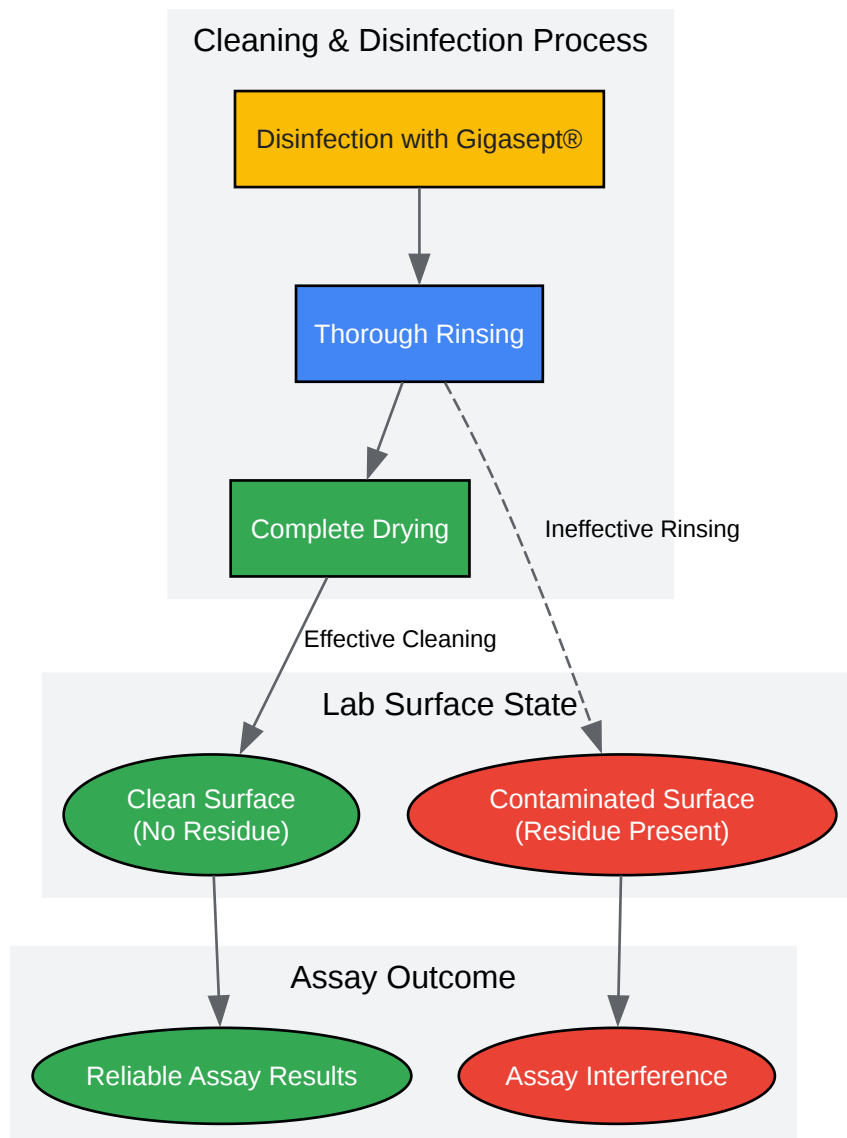 Cleaning & Disinfection Process
Disinfection with Gigasept®
Thorough Rinsing
Complete Drying
Ineffective Rinsing
Effective Cleaning
Lab Surface State
Clean Surface
(No Residue)
Contaminated Surface
(Residue Present)
Assay Outcome
Reliable Assay Results
Assay Interference